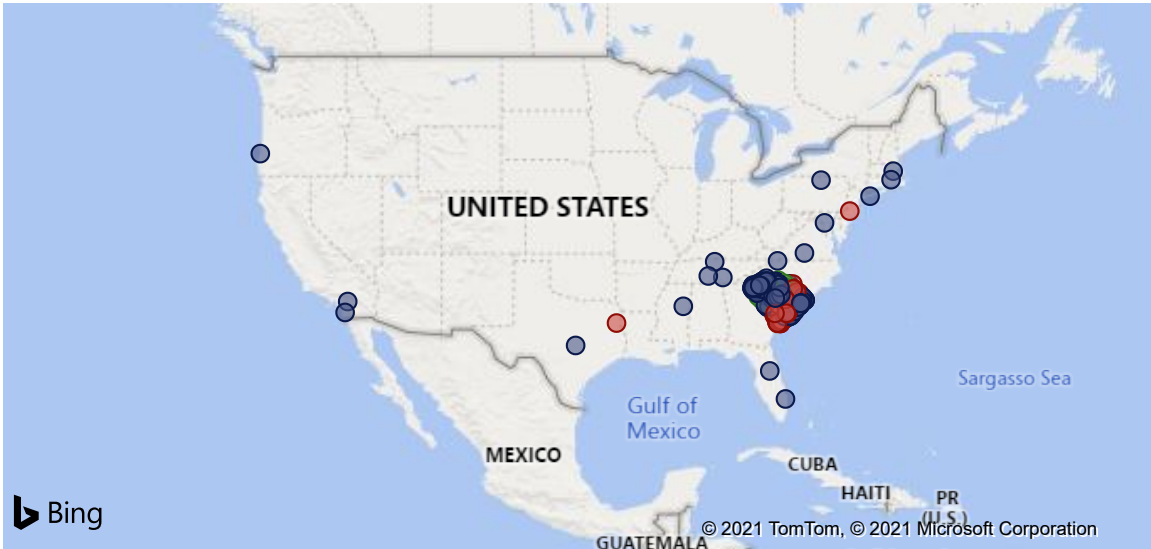 UNITED STATES
Sargasso Sea
Gulf of
Mexico
MEXICO
CUBA
HAITI
PR
(U.S.)
Bing
© 2021 TomTom, © 2021 Microsoft Corporation
GUATEMALA